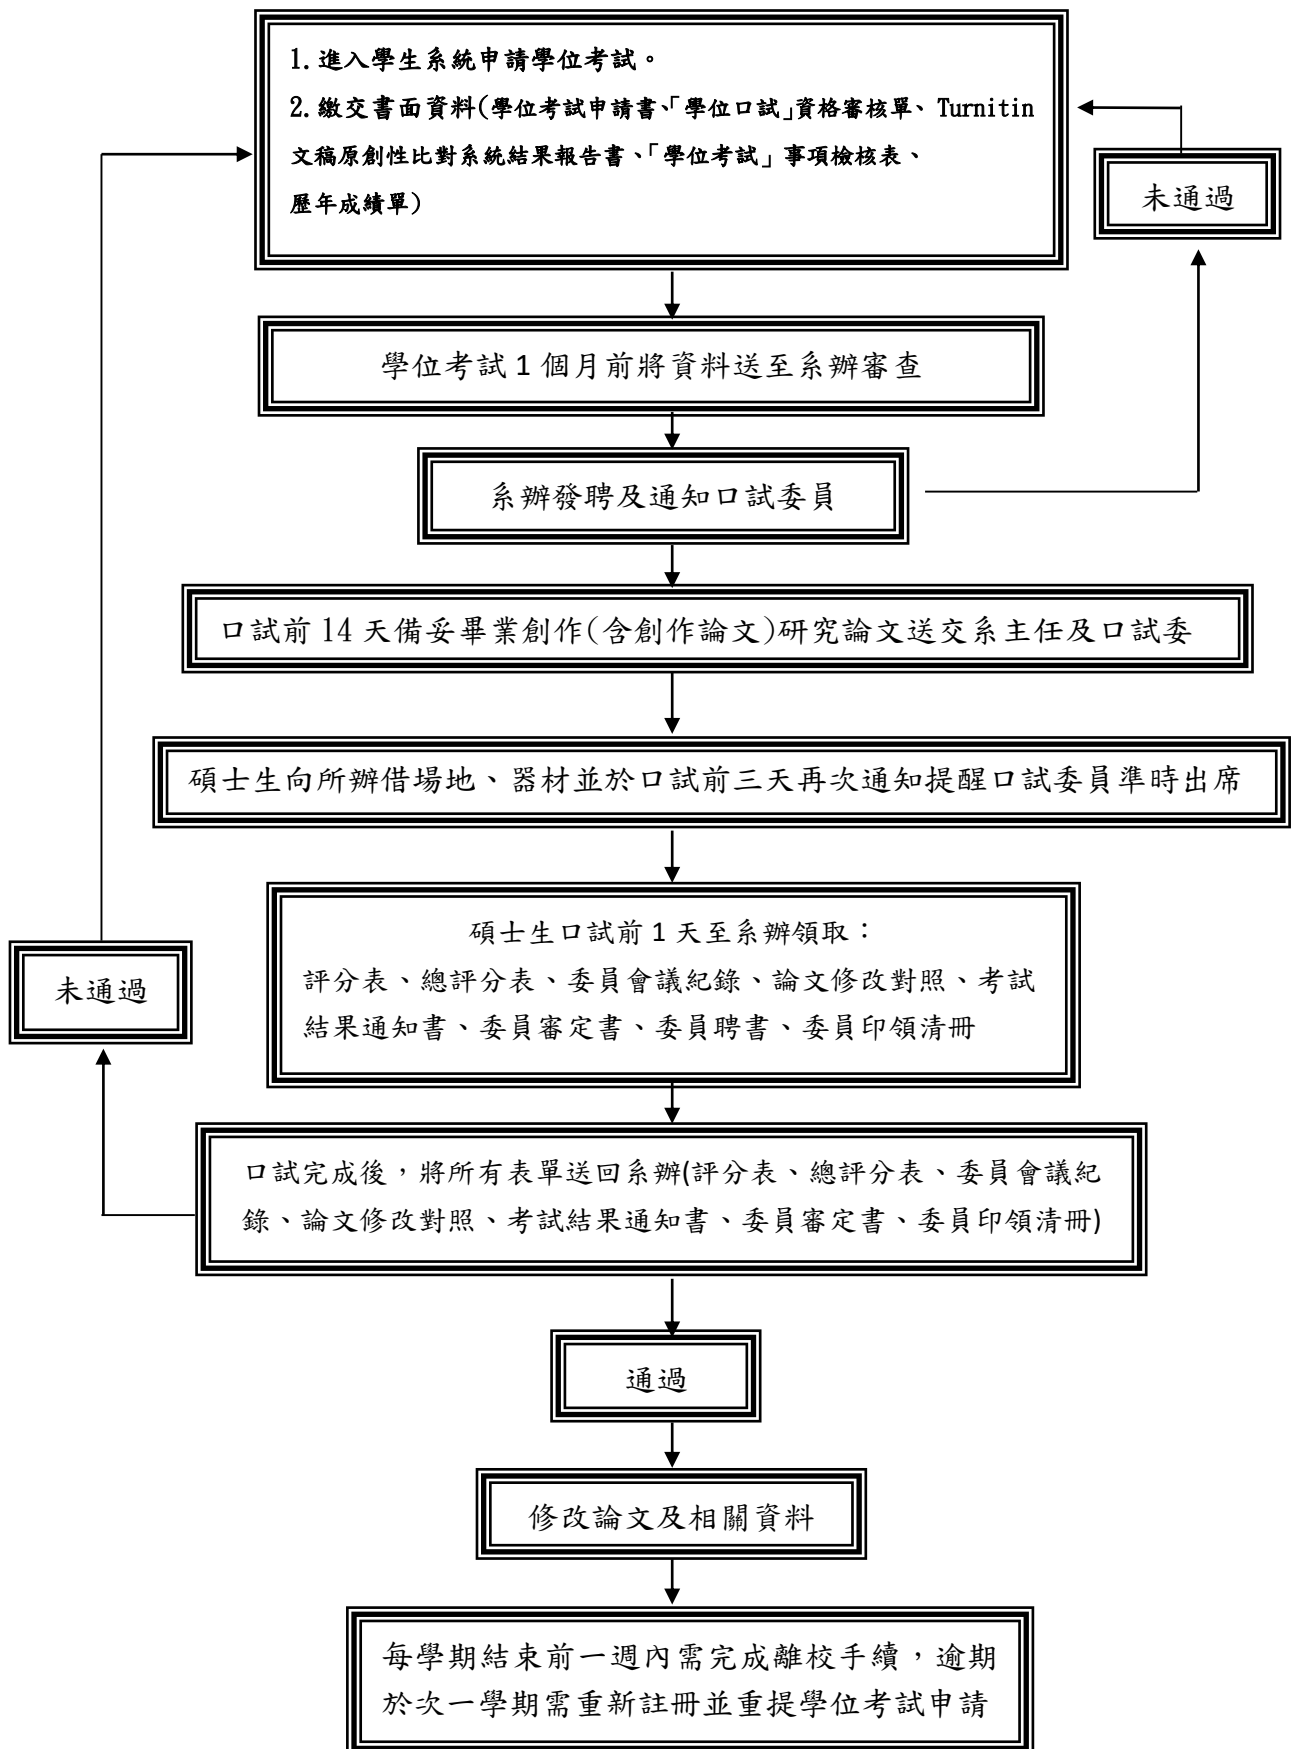 1. 進入學生系統申請學位考試。
2. 繳交書面資料(學位考試申請書、「學位口試」資格審核單、Turnitin
文稿原創性比對系統結果報告書、「學位考試」事項檢核表、
歷年成績單)
未通過
學位考試 1 個月前將資料送至系辦審查
系辦發聘及通知口試委員
口試前 14 天備妥畢業創作(含創作論文)研究論文送交系主任及口試委
碩士生向所辦借場地、器材並於口試前三天再次通知提醒口試委員準時出席
碩士生口試前 1 天至系辦領取：
評分表、總評分表、委員會議紀錄、論文修改對照、考試
結果通知書、委員審定書、委員聘書、委員印領清冊
未通過
口試完成後，將所有表單送回系辦(評分表、總評分表、委員會議紀
錄、論文修改對照、考試結果通知書、委員審定書、委員印領清冊)
通過
修改論文及相關資料
每學期結束前一週內需完成離校手續，逾期
於次一學期需重新註冊並重提學位考試申請